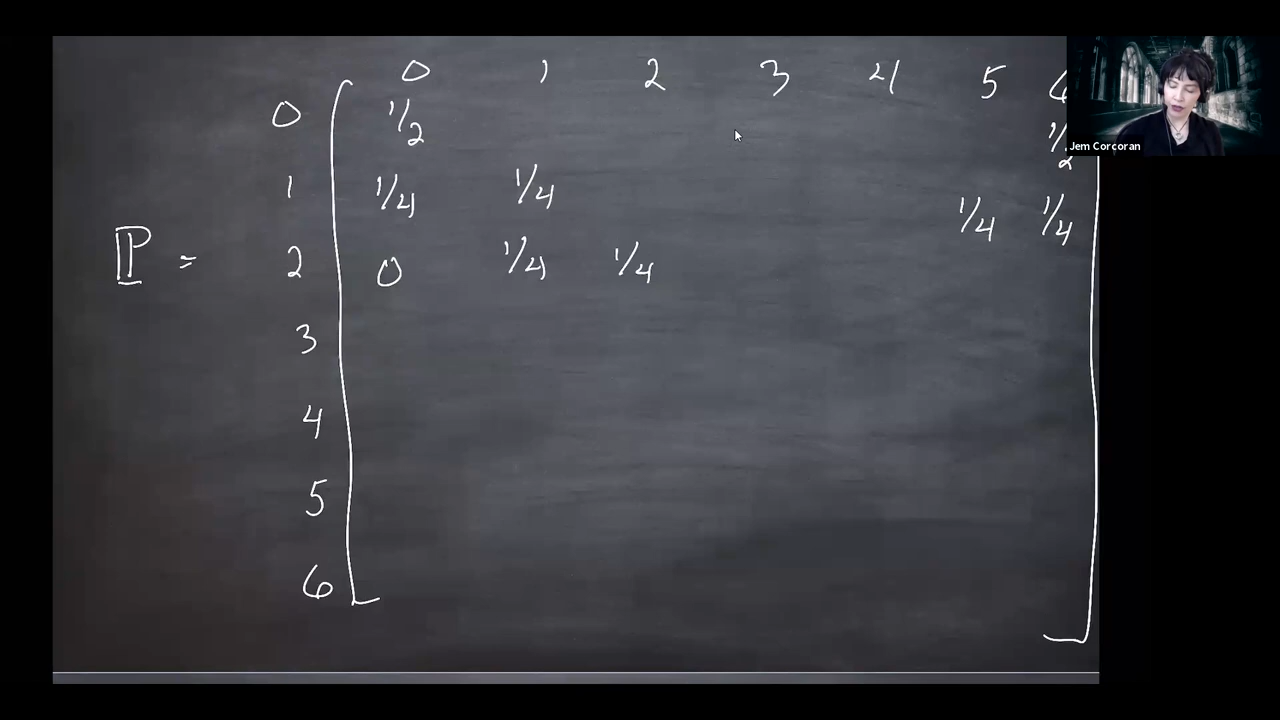 0 1 2 3 4 5 6
0 1/2 1/2
Jem Corcoran
1 1/4 1/4 1/4 1/4
ℙ = 2 0 1/4 1/4
3
4
5
6